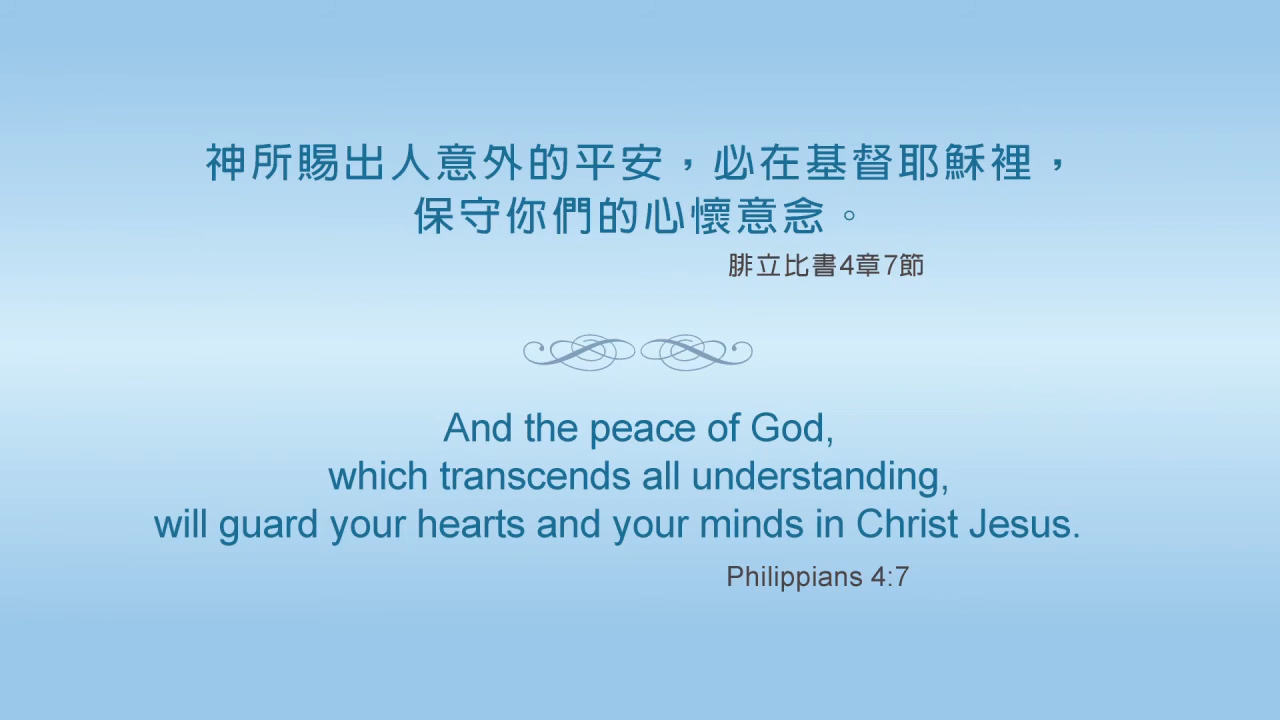 神所賜出人意外的平安，必在基督耶穌裡，
保守你們的心懷意念。
腓立比書4章7節
And the peace of God,
which transcends all understanding,
will guard your hearts and your minds in Christ Jesus.
Philippians 4:7